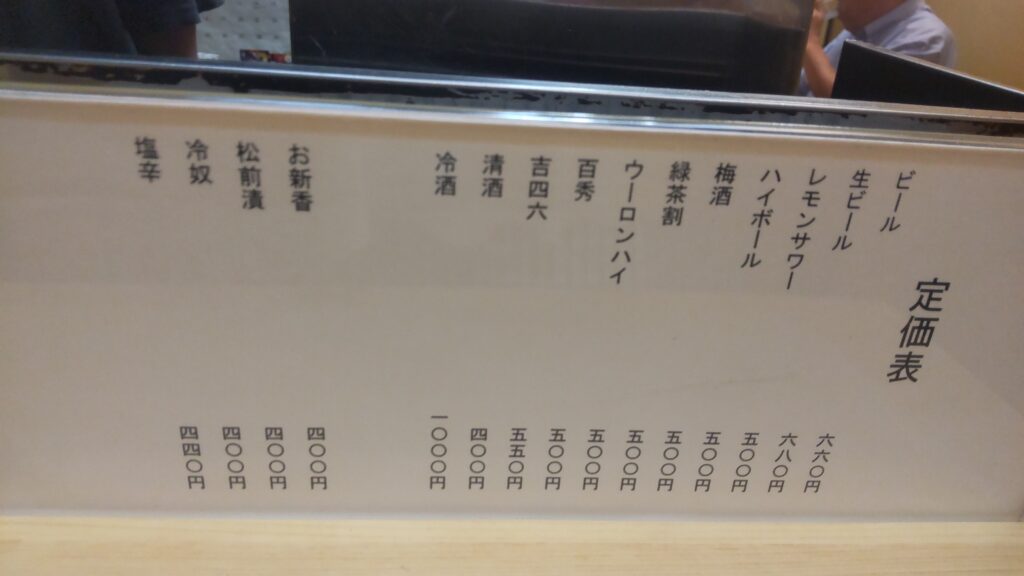 定価表
ビール 六六〇円
生ビール 六八〇円
レモンサワー 五〇〇円
ハイボール 五〇〇円
梅酒 五〇〇円
緑茶割 五〇〇円
ウーロンハイ 五〇〇円
百秀 五〇〇円
吉四六 五五〇円
清酒 四〇〇円
冷酒 一〇〇〇円
お新香 四〇〇円
松前漬 四〇〇円
冷奴 四〇〇円
塩辛 四四〇円